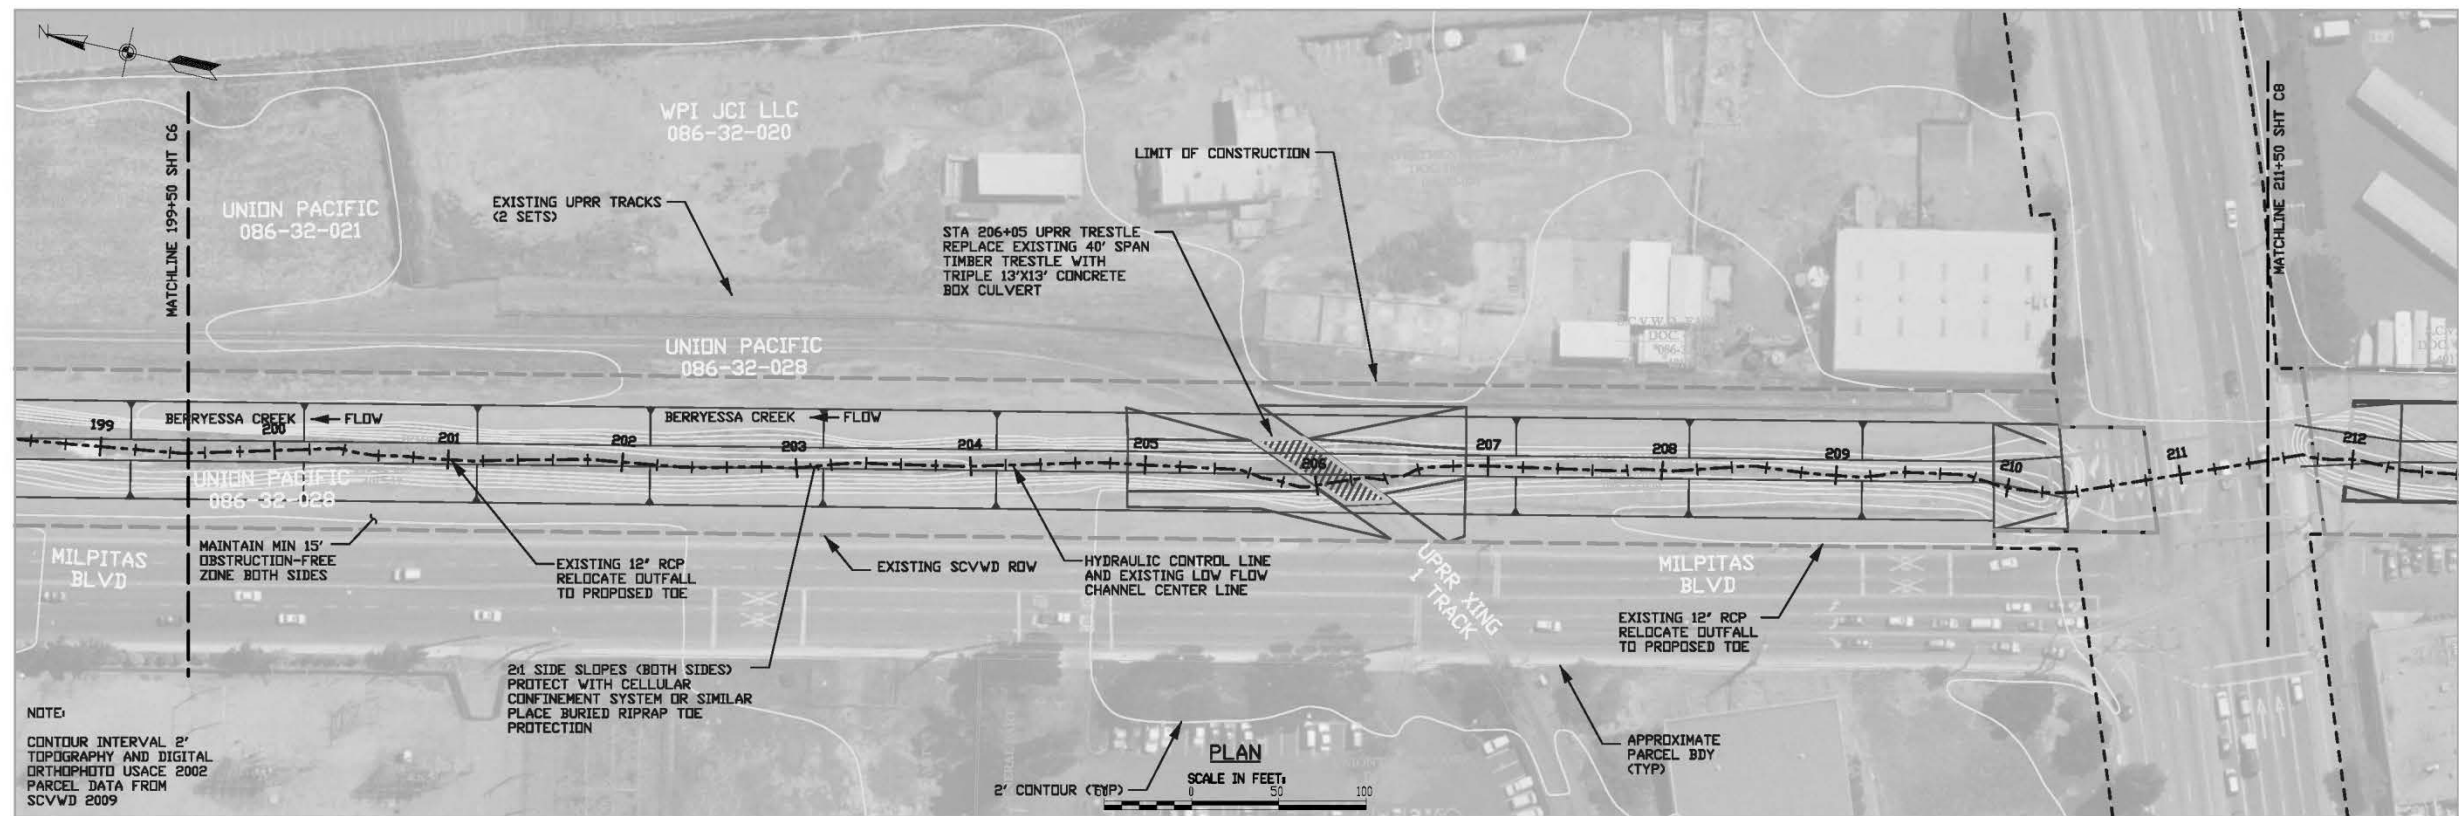 N
MATCHLINE 199+50 SHT C6
UNION PACIFIC
086-32-021
WPI JCI LLC
086-32-020
EXISTING UPRR TRACKS
(2 SETS)
LIMIT OF CONSTRUCTION
STA 206+05 UPRR TRESTLE
REPLACE EXISTING 40' SPAN
TIMBER TRESTLE WITH
TRIPLE 13'X13' CONCRETE
BOX CULVERT
MATCHLINE 211+50 SHT C8
UNION PACIFIC
086-32-028
BERRYESSA CREEK
FLOW
BERRYESSA CREEK
FLOW
199
200
201
202
203
204
205
206
207
208
209
210
211
212
UNION PACIFIC
086-32-028
MILPITAS
BLVD
MAINTAIN MIN 15'
OBSTRUCTION-FREE
ZONE BOTH SIDES
EXISTING 12" RCP
RELOCATE OUTFALL
TO PROPOSED TOE
EXISTING SCVWD ROW
HYDRAULIC CONTROL LINE
AND EXISTING LOW FLOW
CHANNEL CENTER LINE
UPRR XING
1 TRACK
MILPITAS
BLVD
EXISTING 12" RCP
RELOCATE OUTFALL
TO PROPOSED TOE
2:1 SIDE SLOPES (BOTH SIDES)
PROTECT WITH CELLULAR
CONFINEMENT SYSTEM OR SIMILAR
PLACE BURIED RIPRAP TOE
PROTECTION
APPROXIMATE
PARCEL BDY
(TYP)
2' CONTOUR (TYP)
PLAN
SCALE IN FEET:
0
50
100
NOTE:
CONTOUR INTERVAL 2'
TOPOGRAPHY AND DIGITAL
ORTHOPHOTO USACE 2002
PARCEL DATA FROM
SCVWD 2009